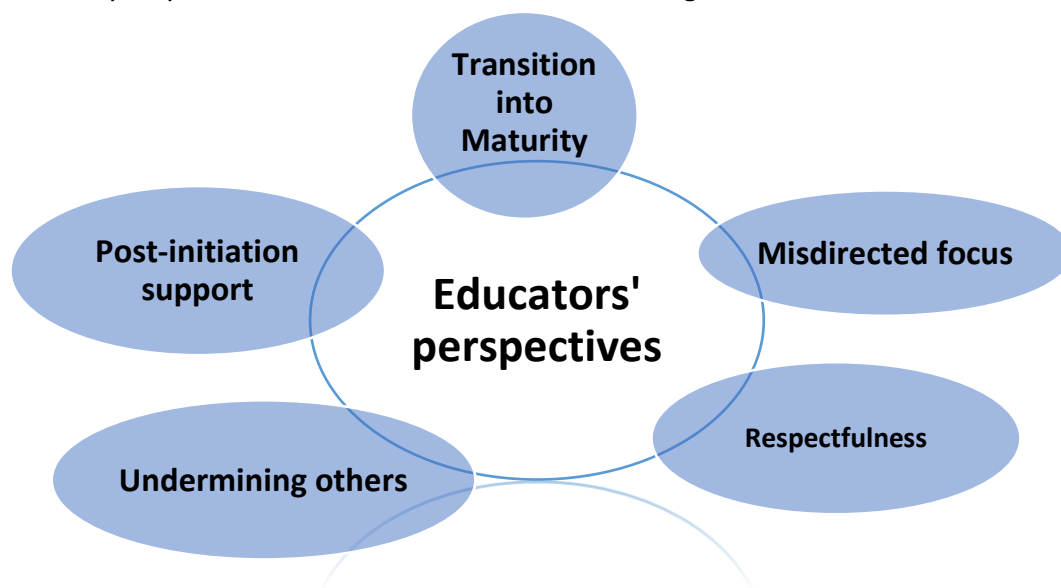 Transition
into
Maturity
Post-initiation
support
Misdirected focus
Educators'
perspectives
Respectfulness
Undermining others